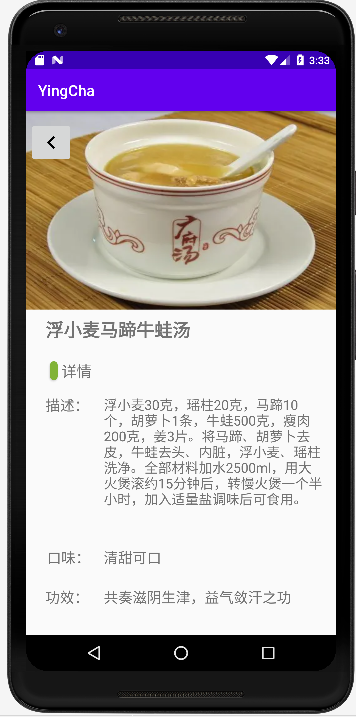 3:33
YingCha
广府汤
浮小麦马蹄牛蛙汤
详情
描述： 浮小麦30克，瑶柱20克，马蹄10
个，胡萝卜1条，牛蛙500克，瘦肉
200克，姜3片。将马蹄、胡萝卜去
皮，牛蛙去头、内脏，浮小麦、瑶柱
洗净。全部材料加水2500ml，用大
火煲滚约15分钟后，转慢火煲一个半
小时，加入适量盐调味后可食用。
口味： 清甜可口
功效： 共奏滋阴生津，益气敛汗之功